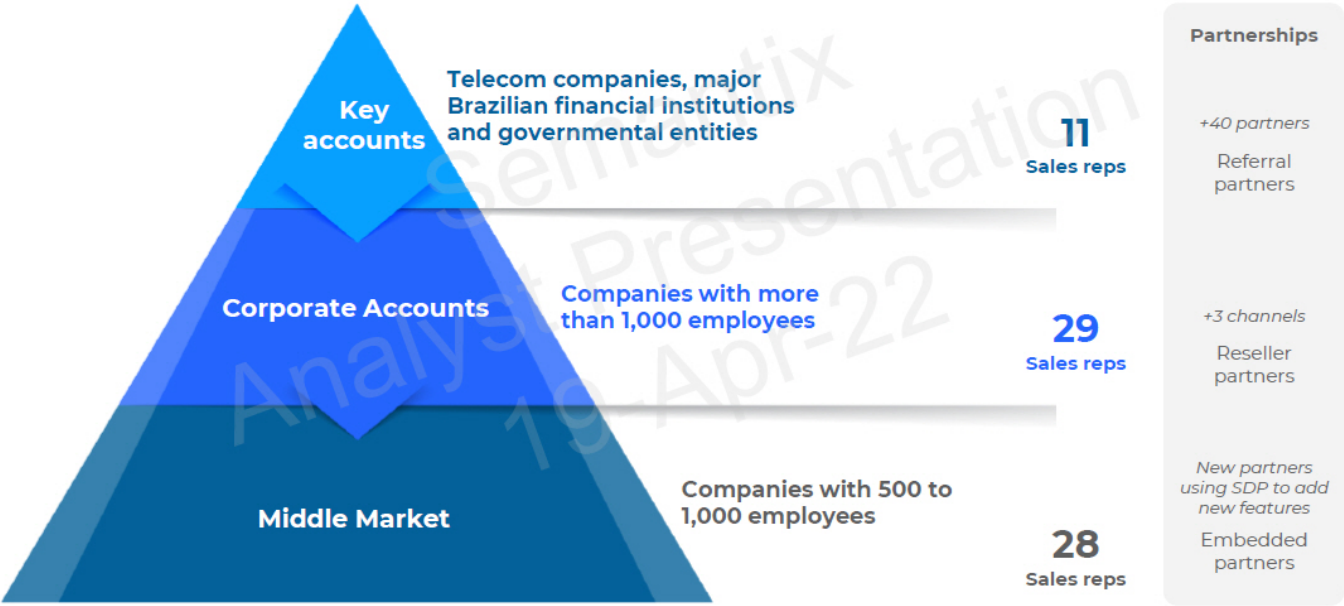 Key
accounts
Telecom companies, major
Brazilian financial institutions
and governmental entities
11
Sales reps
Corporate Accounts
Companies with more
than 1,000 employees
29
Sales reps
Middle Market
Companies with 500 to
1,000 employees
28
Sales reps
Partnerships
+40 partners
Referral
partners
+3 channels
Reseller
partners
New partners
using SDP to add
new features
Embedded
partners
Semantix
Analyst Presentation
19-Apr-22